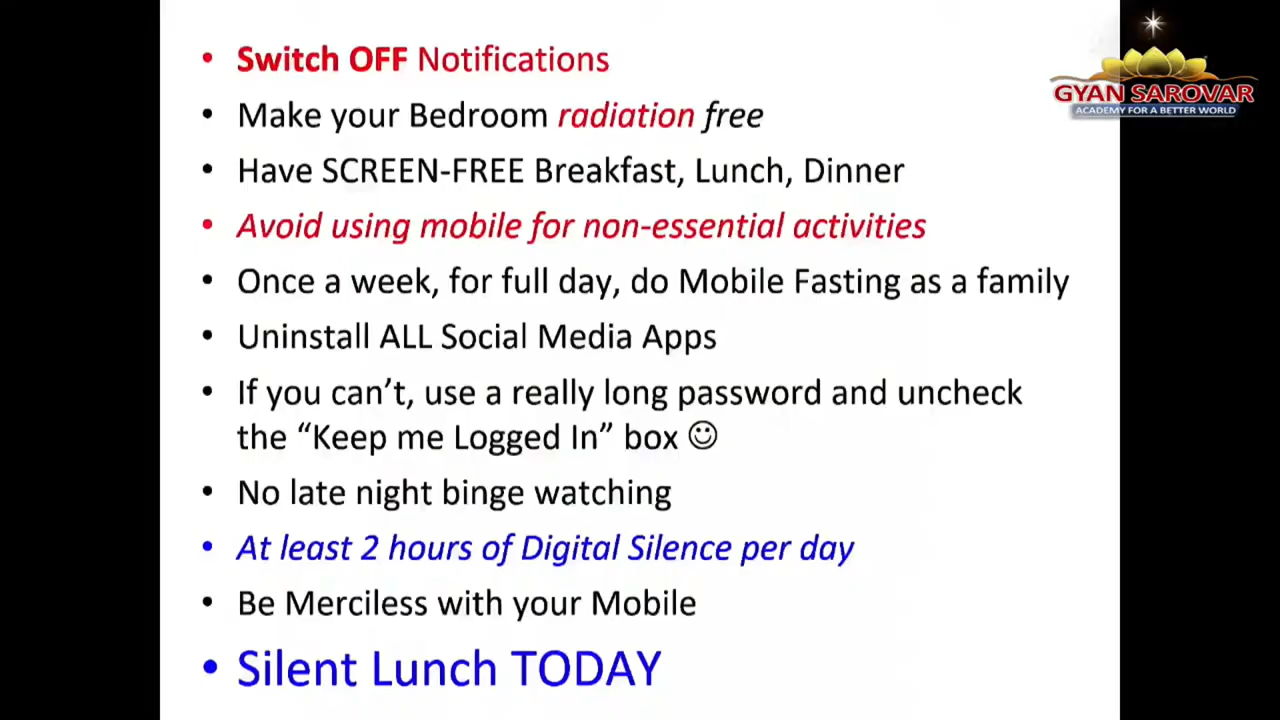 • Switch OFF Notifications
• Make your Bedroom radiation free
• Have SCREEN-FREE Breakfast, Lunch, Dinner
• Avoid using mobile for non-essential activities
• Once a week, for full day, do Mobile Fasting as a family
• Uninstall ALL Social Media Apps
• If you can’t, use a really long password and uncheck
the “Keep me Logged In” box ☺
• No late night binge watching
• At least 2 hours of Digital Silence per day
• Be Merciless with your Mobile
• Silent Lunch TODAY
GYAN SAROVAR
ACADEMY FOR A BETTER WORLD